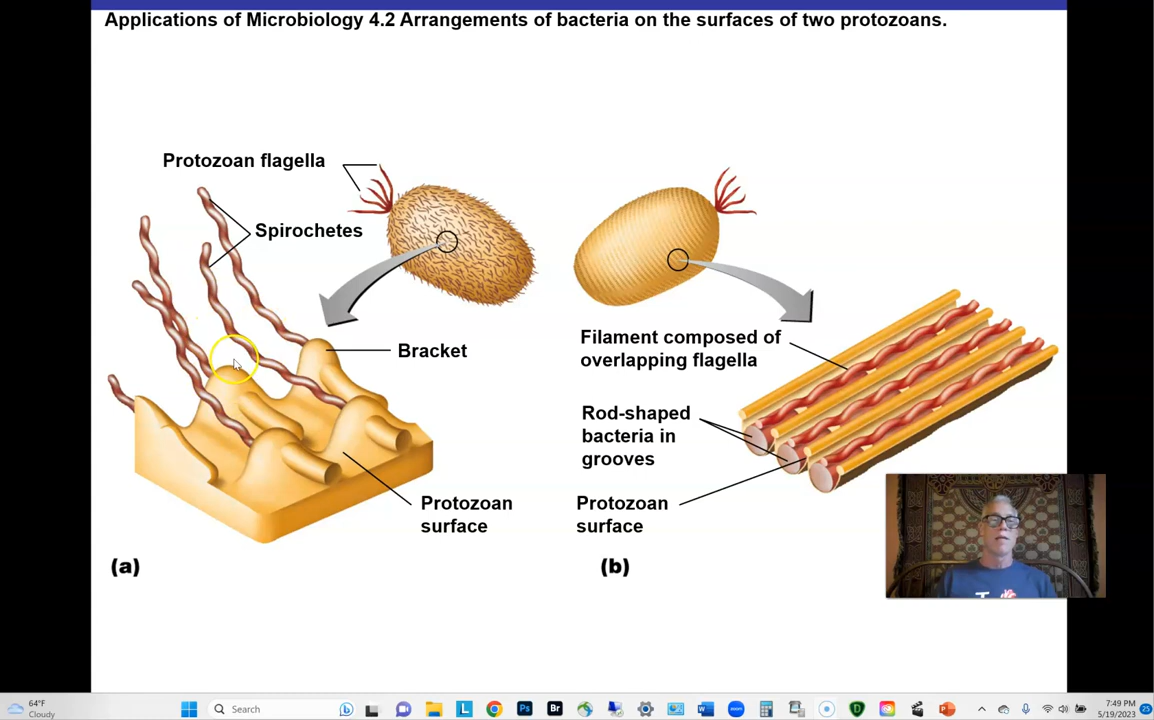 Applications of Microbiology 4.2 Arrangements of bacteria on the surfaces of two protozoans.
Protozoan flagella
Spirochetes
Bracket
Protozoan
surface
(a)
Filament composed of
overlapping flagella
Rod-shaped
bacteria in
grooves
Protozoan
surface
(b)
64°F
Cloudy
Search
7:49 PM
5/19/2023
25